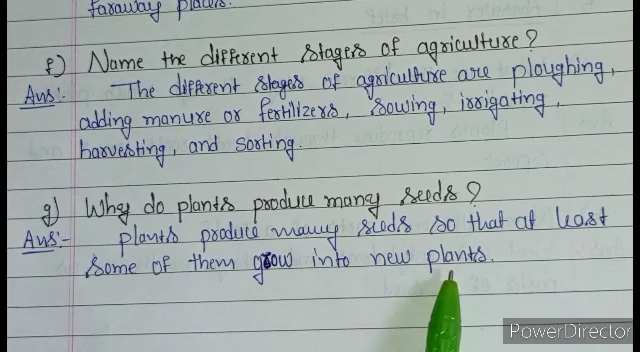 faraway places.
f) Name the different stages of agriculture?
Ans:- The different stages of agriculture are ploughing,
adding manure or fertilizers, sowing, irrigating,
harvesting, and sorting.
g) Why do plants produce many seeds?
Ans:- plants produce many seeds so that at least
some of them grow into new plants.
PowerDirector